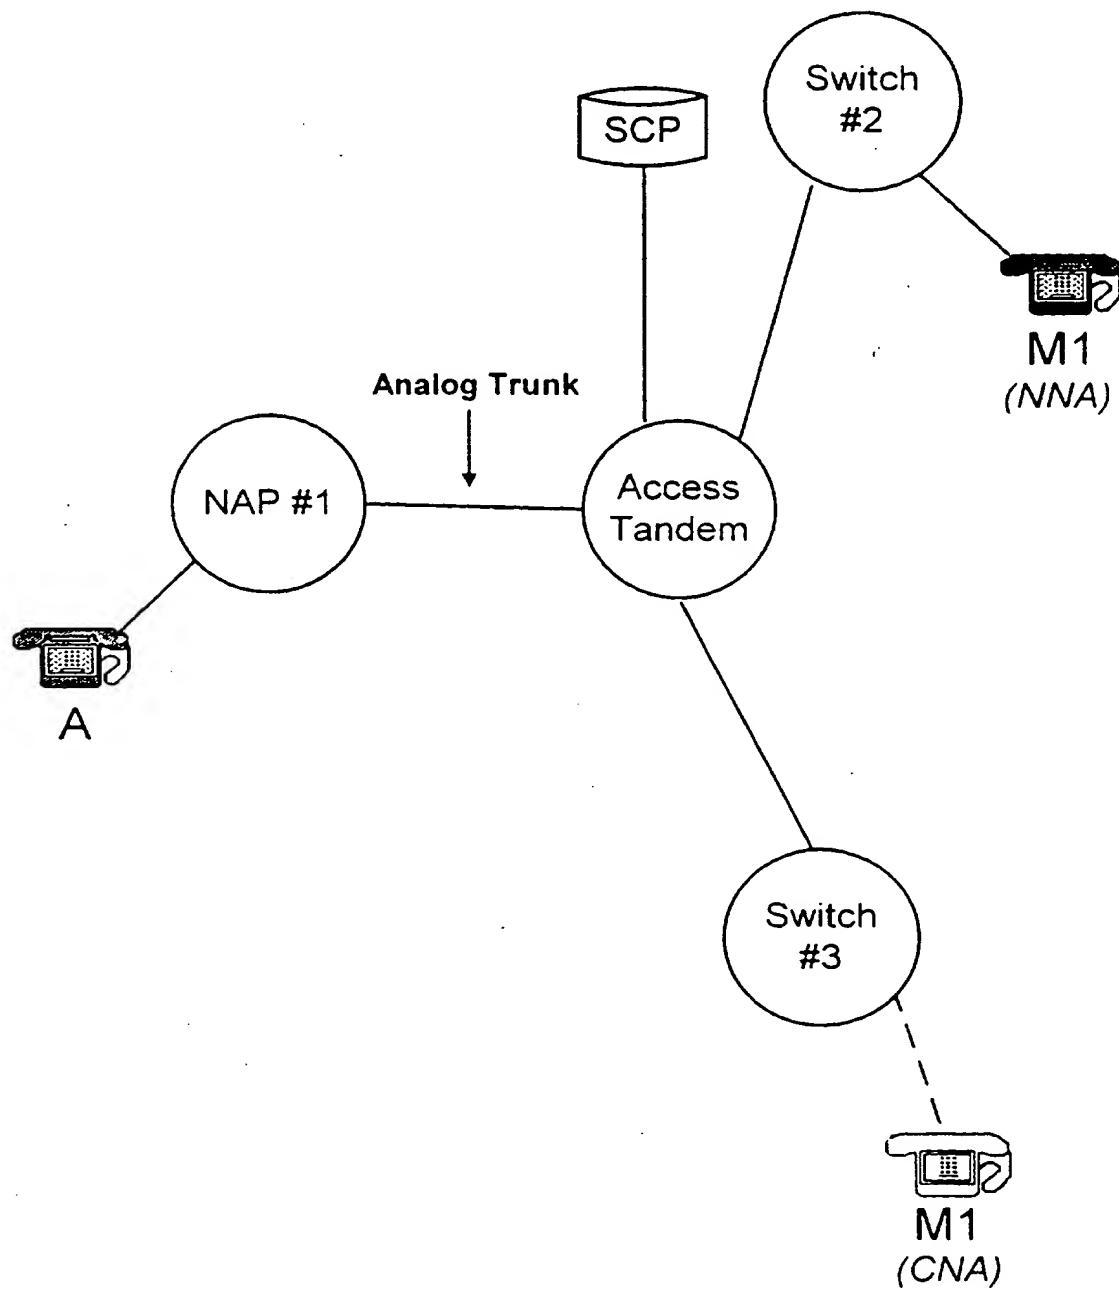 Switch
#2
SCP
M1
(NNA)
Analog Trunk
NAP #1
Access
Tandem
A
Switch
#3
M1
(CNA)